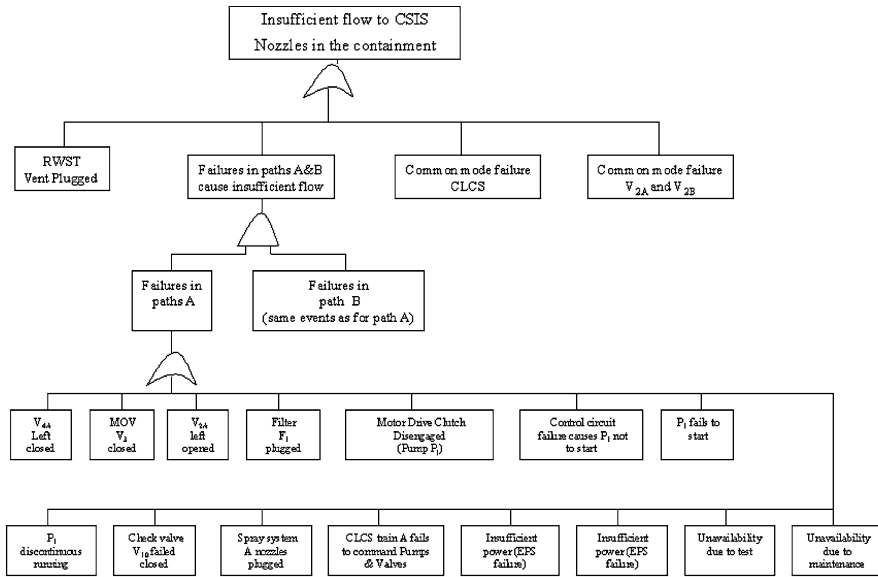 Insufficient flow to CSIS
Nozzles in the containment
RWST
Vent Plugged
Failures in paths A&B
cause insufficient flow
Common mode failure
CLCS
Common mode failure
V2A and V2B
Failures in
paths A
Failures in
path B
(same events as for path A)
V4A
Left
closed
MOV
V3
closed
V2A
left
opened
Filter
F1
plugged
Motor Drive Clutch
Disengaged
(Pump P1)
Control circuit
failure causes P1 not
to start
P1 fails to
start
P1
discontinuous
running
Check valve
V10 failed
closed
Spray system
A nozzles
plugged
CLCS train A fails
to command Pumps
& Valves
Insufficient
power (EPS
failure)
Insufficient
power (EPS
failure)
Unavailability
due to test
Unavailability
due to
maintenance